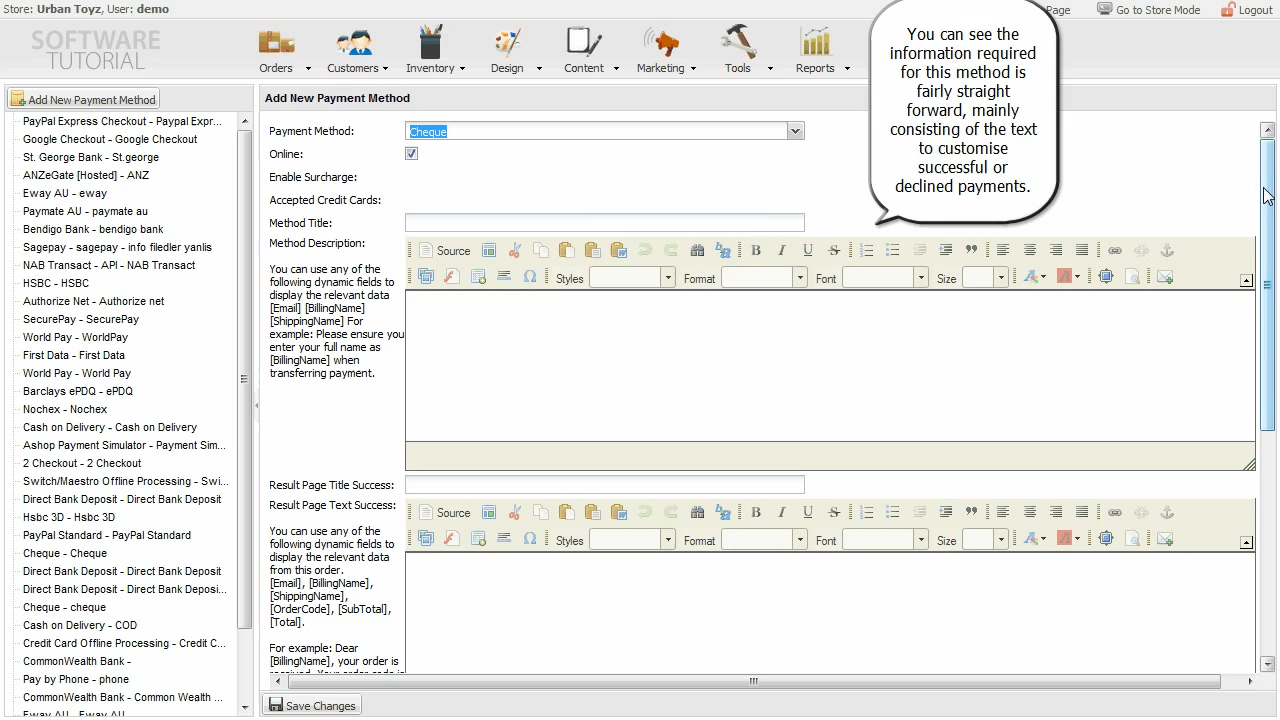 Store: Urban Toyz, User: demo
Page
Go to Store Mode
Logout
SOFTWARE
TUTORIAL
Orders
Customers
Inventory
Design
Content
Marketing
Tools
Reports
You can see the
information required
for this method is
fairly straight
forward, mainly
consisting of the text
to customise
successful or
declined payments.
Add New Payment Method
PayPal Express Checkout - Paypal Expr...
Google Checkout - Google Checkout
St. George Bank - St.george
ANZeGate [Hosted] - ANZ
Eway AU - eway
Paymate AU - paymate au
Bendigo Bank - bendigo bank
Sagepay - sagepay - info filedler yanlis
NAB Transact - API - NAB Transact
HSBC - HSBC
Authorize Net - Authorize net
SecurePay - SecurePay
World Pay - WorldPay
First Data - First Data
World Pay - World Pay
Barclays ePDQ - ePDQ
Nochex - Nochex
Cash on Delivery - Cash on Delivery
Ashop Payment Simulator - Payment Sim...
2 Checkout - 2 Checkout
Switch/Maestro Offline Processing - Swi...
Direct Bank Deposit - Direct Bank Deposit
Hsbc 3D - Hsbc 3D
PayPal Standard - PayPal Standard
Cheque - Cheque
Direct Bank Deposit - Direct Bank Deposit
Direct Bank Deposit - Direct Bank Deposi...
Cheque - cheque
Cash on Delivery - COD
Credit Card Offline Processing - Credit C...
CommonWealth Bank -
Pay by Phone - phone
CommonWealth Bank - Common Wealth ...
Eway AU - Eway AU
Add New Payment Method
Payment Method: Cheque
Online:
Enable Surcharge:
Accepted Credit Cards:
Method Title:
Method Description:
You can use any of the
following dynamic fields to
display the relevant data
[Email] [BillingName]
[ShippingName] For
example: Please ensure you
enter your full name as
[BillingName] when
transferring payment.
Source
B I U S
Styles Format Font Size
Result Page Title Success:
Result Page Text Success:
You can use any of the
following dynamic fields to
display the relevant data
from this order.
[Email], [BillingName],
[ShippingName],
[OrderCode], [SubTotal],
[Total].
For example: Dear
[BillingName], your order is
Source
B I U S
Styles Format Font Size
Save Changes